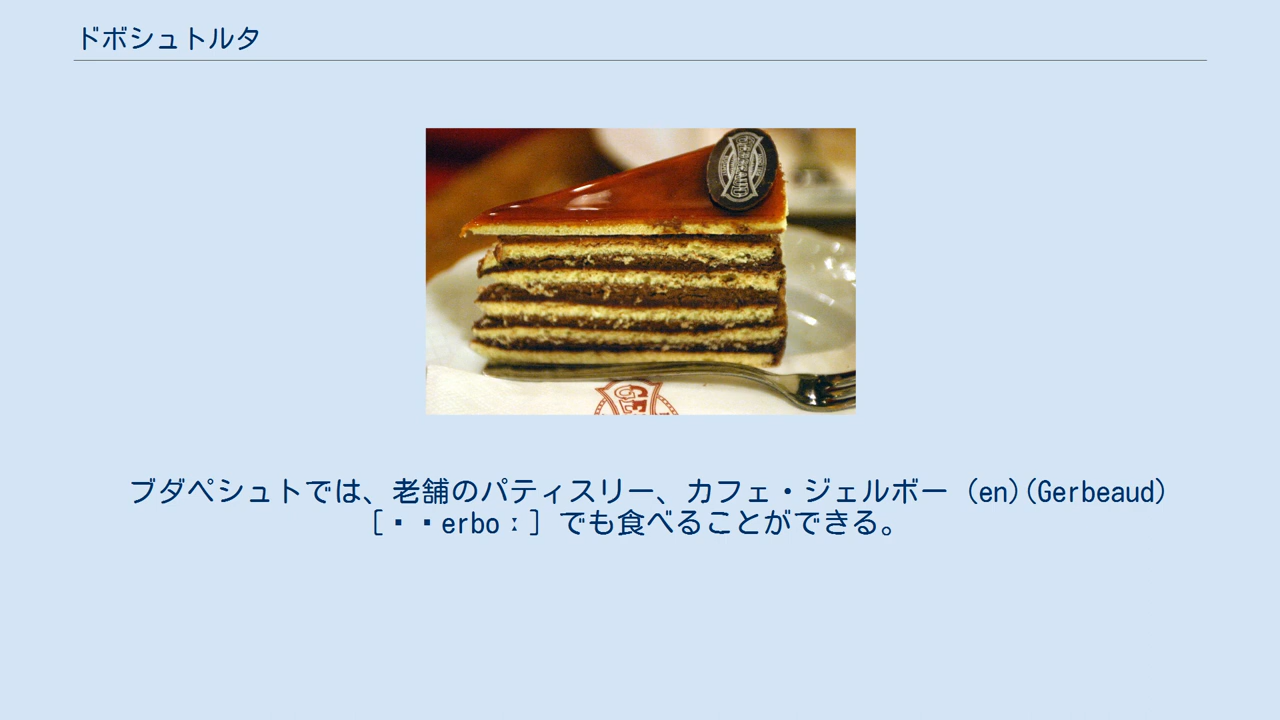 ドボシュトルタ
ブダペシュトでは、老舗のパティスリー、カフェ・ジェルボー (en)(Gerbeaud)
[▪▪erboː] でも食べることができる。